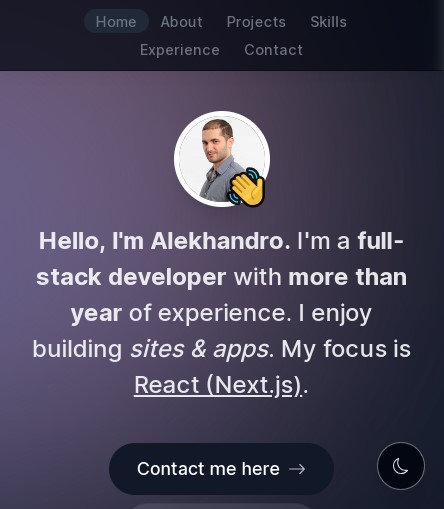 Home About Projects Skills
Experience Contact
Hello, I'm Alekhandro. I'm a full-
stack developer with more than
year of experience. I enjoy
building sites & apps. My focus is
React (Next.js).
Contact me here →